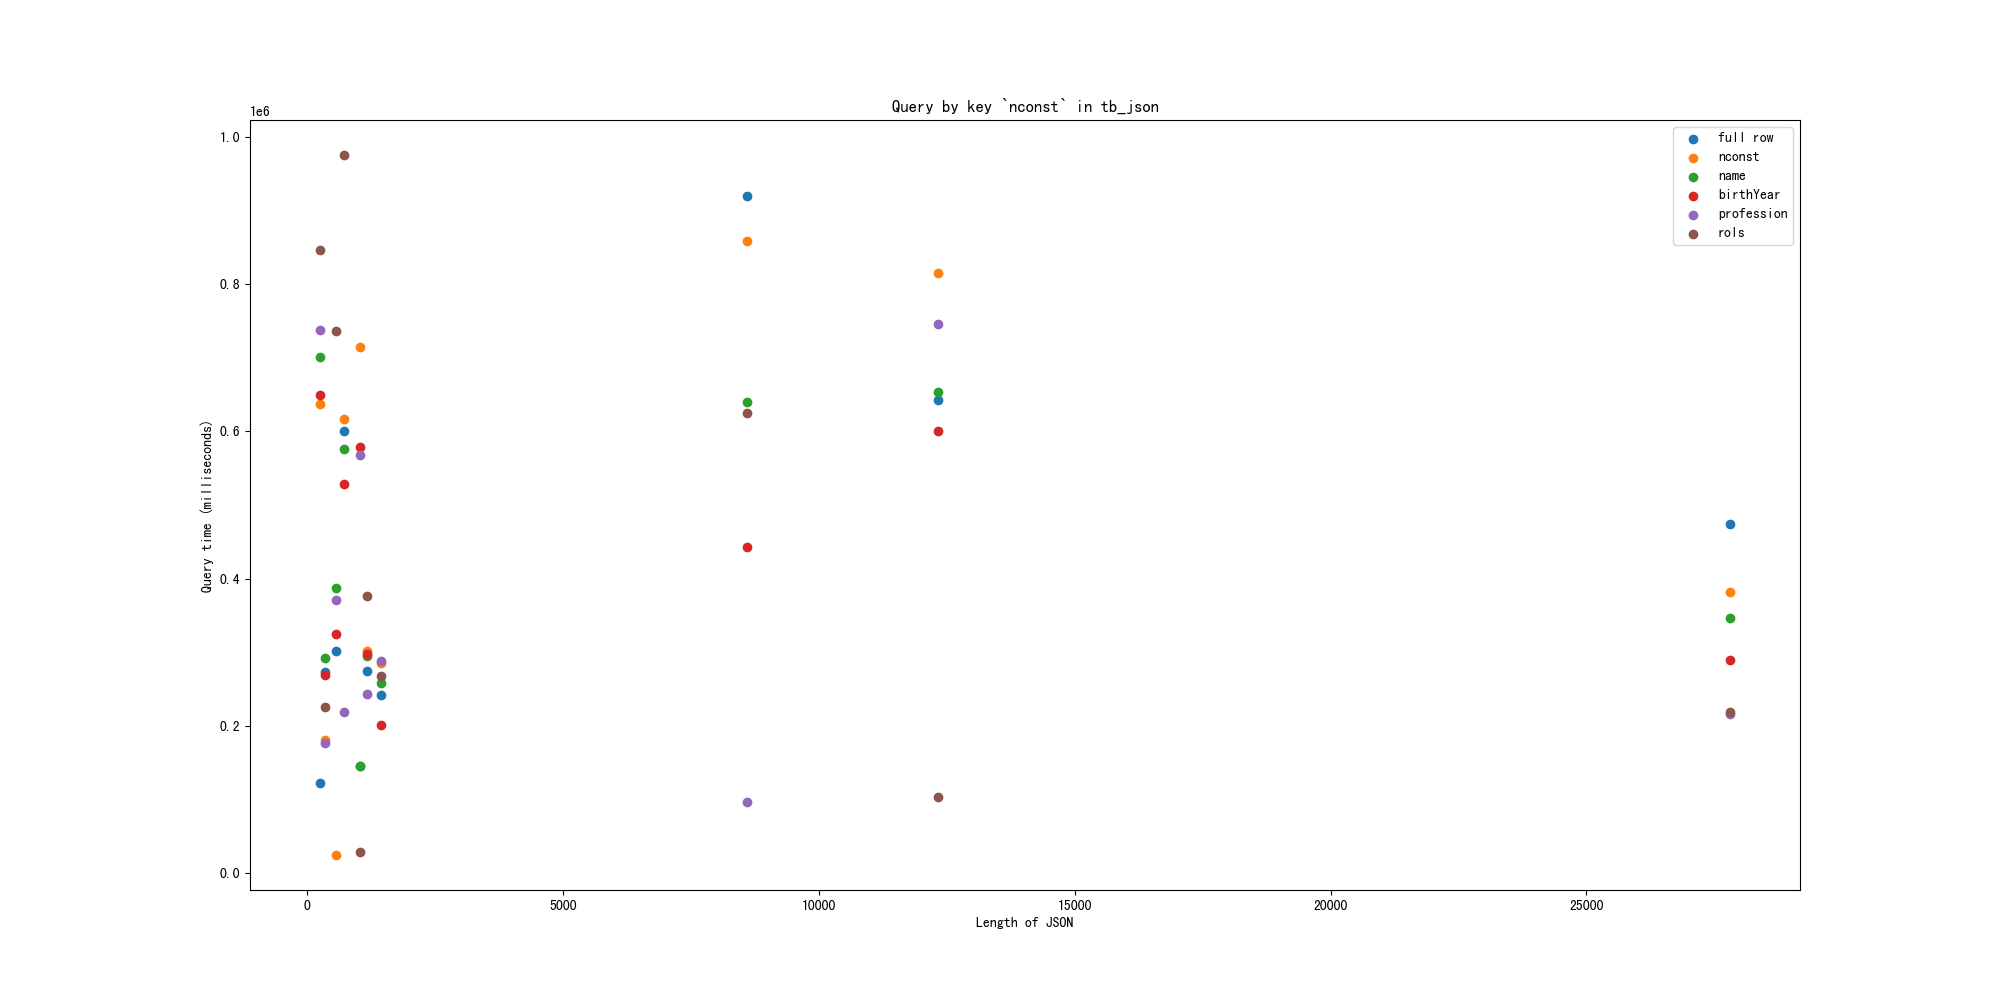 Query by key `nconst` in tb_json
1e6
1.0
0.8
0.6
0.4
0.2
0.0
Query time (milliseconds)
full row
nconst
name
birthYear
profession
rols
0 5000 10000 15000 20000 25000
Length of JSON